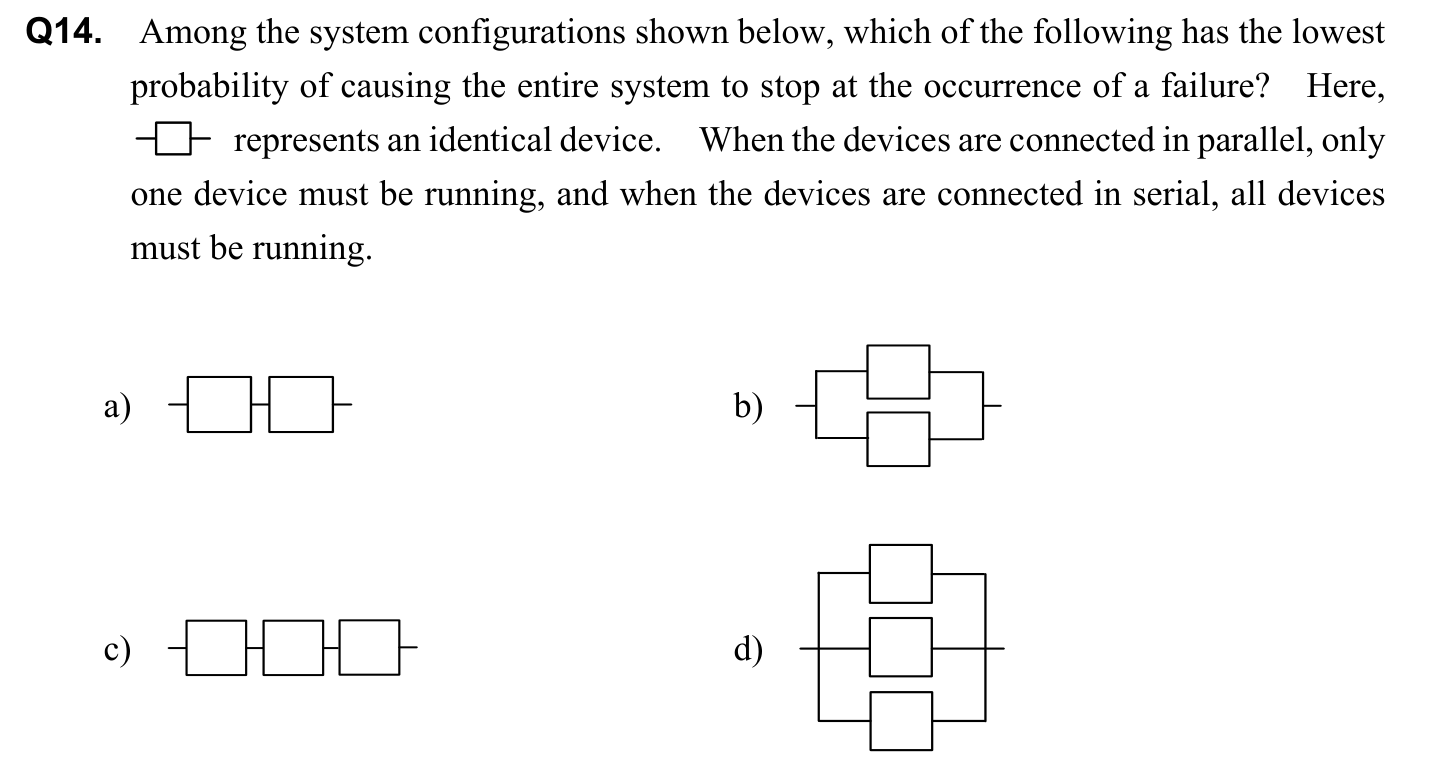 Q14. Among the system configurations shown below, which of the following has the lowest
probability of causing the entire system to stop at the occurrence of a failure? Here,
represents an identical device. When the devices are connected in parallel, only
one device must be running, and when the devices are connected in serial, all devices
must be running.
a)
b)
c)
d)